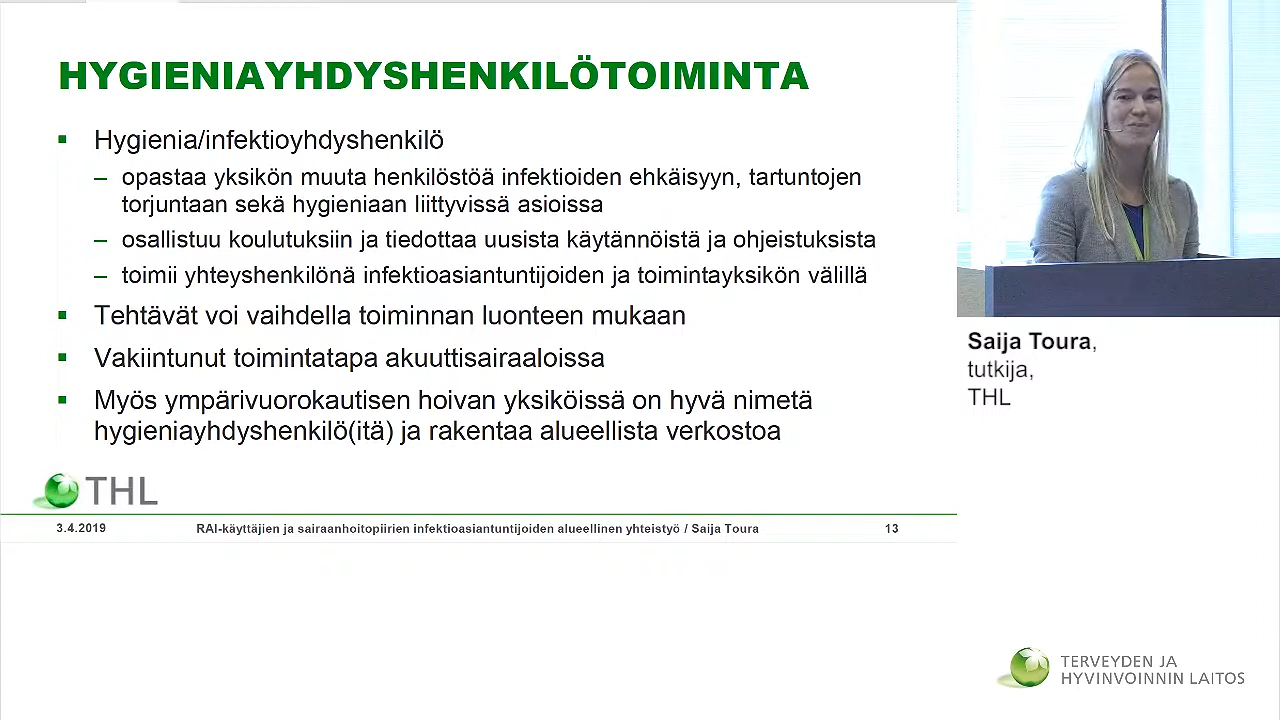 HYGIENIAYHDYSHENKILÖTOIMINTA
Hygienia/infektioyhdyshenkilö
– opastaa yksikön muuta henkilöstöä infektioiden ehkäisyyn, tartuntojen
torjuntaan sekä hygieniaan liittyvissä asioissa
– osallistuu koulutuksiin ja tiedottaa uusista käytännöistä ja ohjeistuksista
– toimii yhteyshenkilönä infektioasiantuntijoiden ja toimintayksikön välillä
Tehtävät voi vaihdella toiminnan luonteen mukaan
Vakiintunut toimintatapa akuuttisairaaloissa
Myös ympärivuorokautisen hoivan yksiköissä on hyvä nimetä
hygieniayhdyshenkilö(itä) ja rakentaa alueellista verkostoa
THL
3.4.2019 RAI-käyttäjien ja sairaanhoitopiirien infektioasiantuntijoiden alueellinen yhteistyö / Saija Toura 13
Saija Toura,
tutkija,
THL
TERVEYDEN JA
HYVINVOINNIN LAITOS